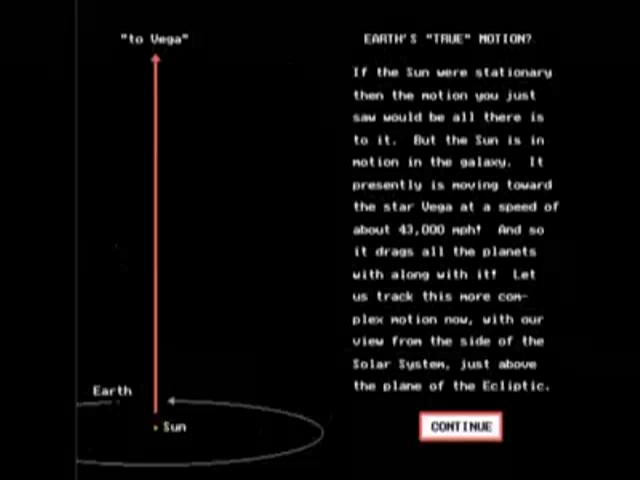 "to Vega"
EARTH'S "TRUE" MOTION?
If the Sun were stationary
then the motion you just
saw would be all there is
to it. But the Sun is in
motion in the galaxy. It
presently is moving toward
the star Vega at a speed of
about 43,000 mph! And so
it drags all the planets
with along with it! Let
us track this more com-
plex motion now, with our
view from the side of the
Solar System, just above
the plane of the Ecliptic.
Earth
Sun
CONTINUE